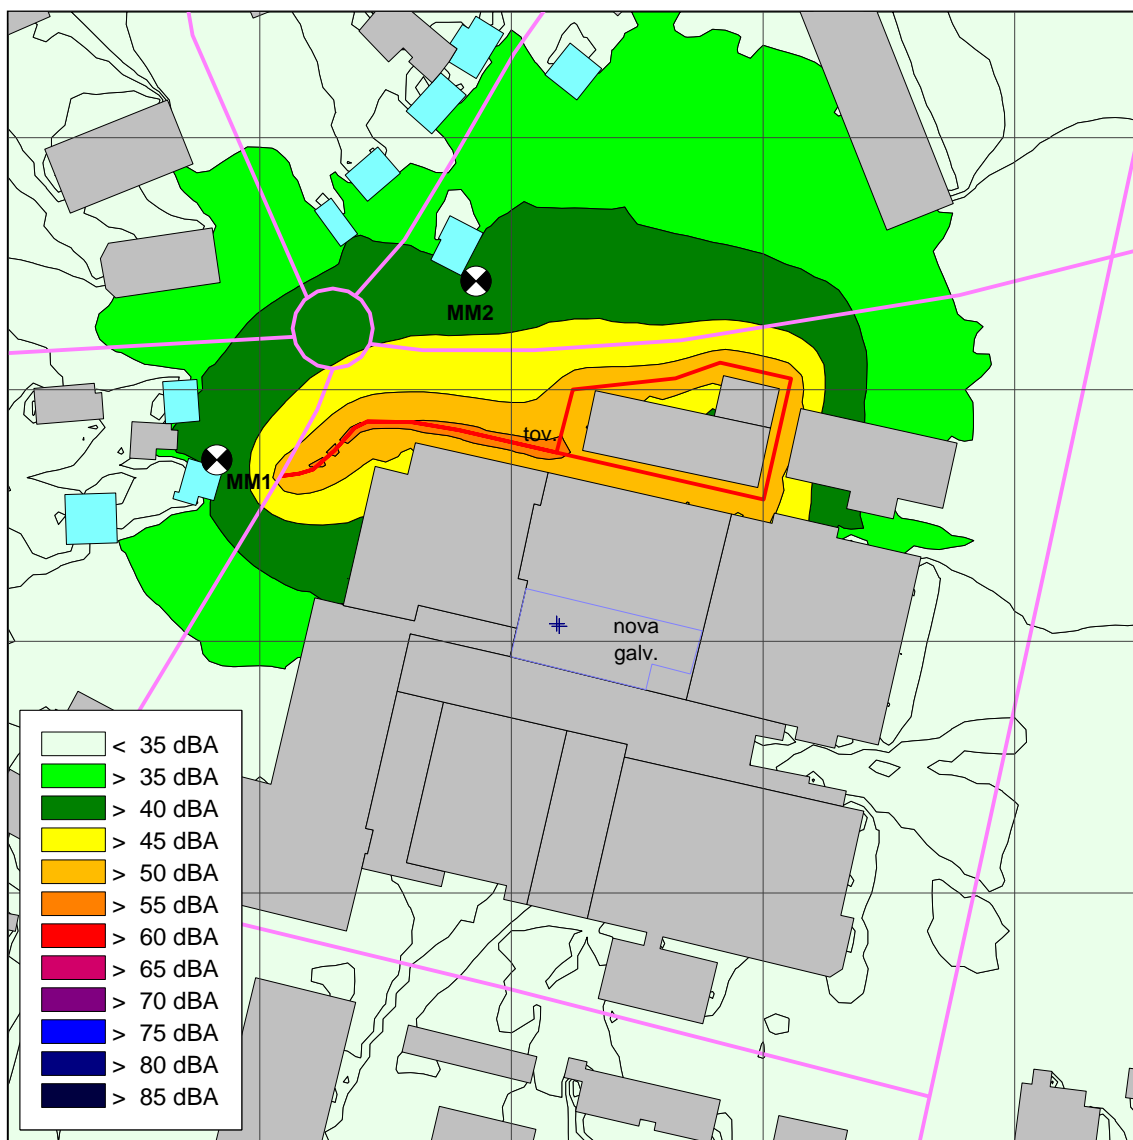 MM2
tov.
MM1
nova
galv.
< 35 dBA
> 35 dBA
> 40 dBA
> 45 dBA
> 50 dBA
> 55 dBA
> 60 dBA
> 65 dBA
> 70 dBA
> 75 dBA
> 80 dBA
> 85 dBA